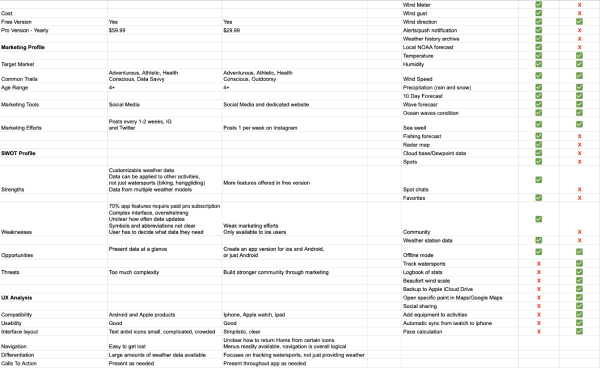 Wind Meter
Cost
Wind gust X
Free Version Yes Yes Wind direction
Pro Version - Yearly $59.99 $29.99 Alerts/push notification X
Weather history archive X
Marketing Profile Local NOAA forecast X
Temperature
Target Market Humidity
Adventurous, Athletic, Health Adventurous, Athletic, Health
Common Traits Conscious, Data Savvy Conscious, Outdoorsy Wind Speed
Age Range 4+ 4+ Precipitation (rain and snow)
10 Day Forecast
Marketing Tools Social Media Social Media and dedicated website Wave forecasr
Ocean waves condition
Posts every 1-2 weeks, IG
Marketing Efforts and Twitter Posts 1 per week on Instagram Sea swell
Fishing forecast X
Radar map X
SWOT Profile Cloud base/Dewpoint data X
Spots X
Customizable weather data
Data can be applied to other activities,
not just watersports (biking, hanggliding) More features offered in free version
Strengths Data from multiple weather models Spot chats X
Favorites X
70% app features require paid pro subscription
Complex interface, overwhelming
Unclear how often data updates
Symbols and abbreviations not clear Weak marketing efforts
Weaknesses User has to decide what data they need Only available to ios users Community X
Weather station data X
Present data at a glance Create an app version for ios and Android,
Opportunities or just Android Offline mode
Track watersports X
Threats Too much complexity Build stronger community through marketing Logbook of stats X
Beaufort wind scale X
Backup to Apple iCloud Drive X
UX Analysis Open specific point in Maps/Google Maps X
Social sharing X
Compatibility Android and Apple products Iphone, Apple watch, ipad Add equipment to activities X
Usability Good Good Automatic sync from iwatch to iphone X
Interface layout Text and icons small, complicated, crowded Simplistic, clear Pace calculation X
Unclear how to return Home from certain icons
Navigation Easy to get lost Menus readily available, navigation is overall logical
Differentiation Large amounts of weather data available Focuses on tracking watersports, not just providing weather
Calls To Action Present as needed Present throughout app as needed